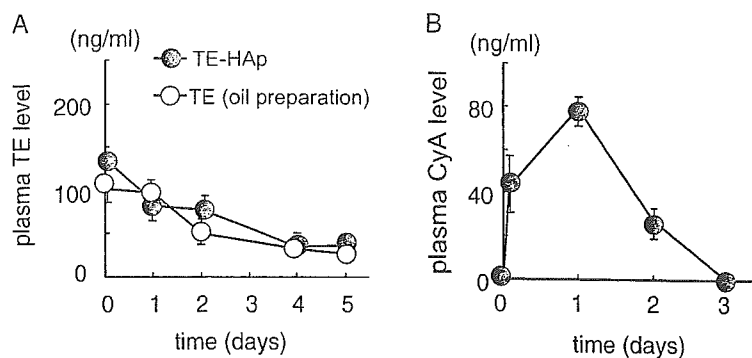 A
(ng/ml)
TE-HAp
TE (oil preparation)
200
100
0
plasma TE level
0 1 2 3 4 5
time (days)
B
(ng/ml)
80
40
0
plasma CyA level
0 1 2 3
time (days)